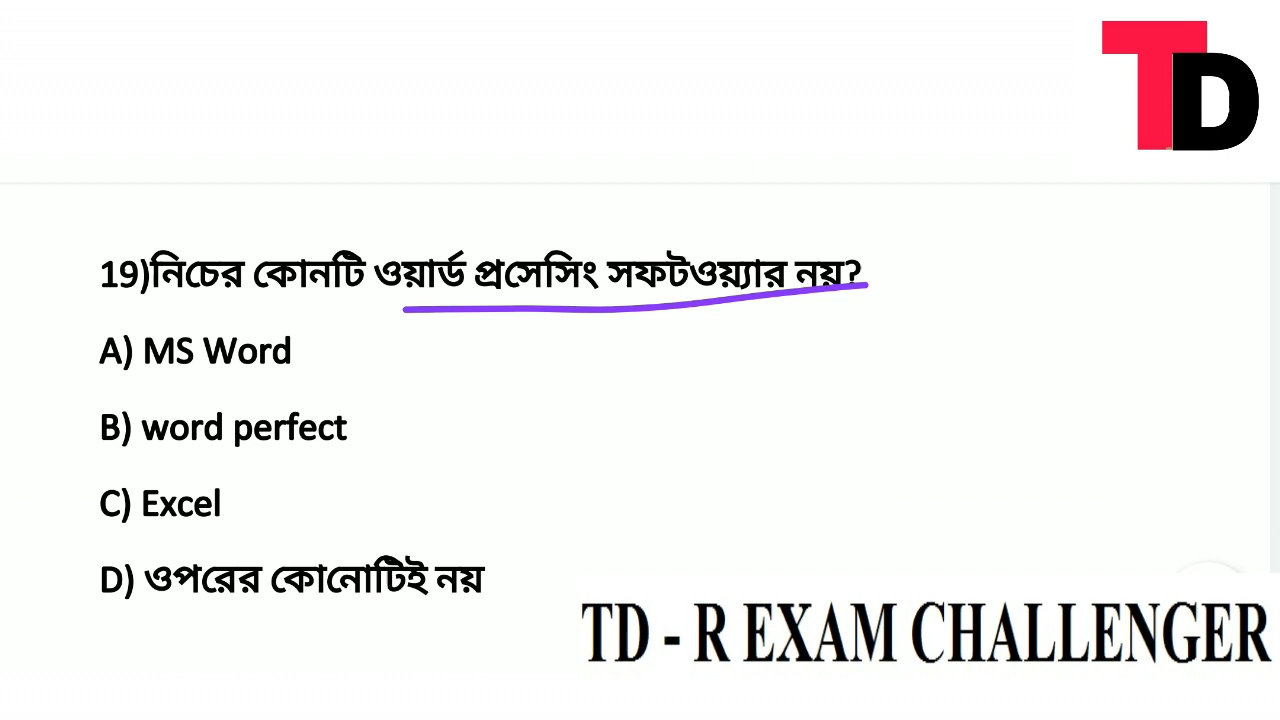 TD
19)নিচের কোনটি ওয়ার্ড প্রসেসিং সফটওয়্যার নয়?
A) MS Word
B) word perfect
C) Excel
D) ওপরের কোনোটিই নয়
TD - R EXAM CHALLENGER